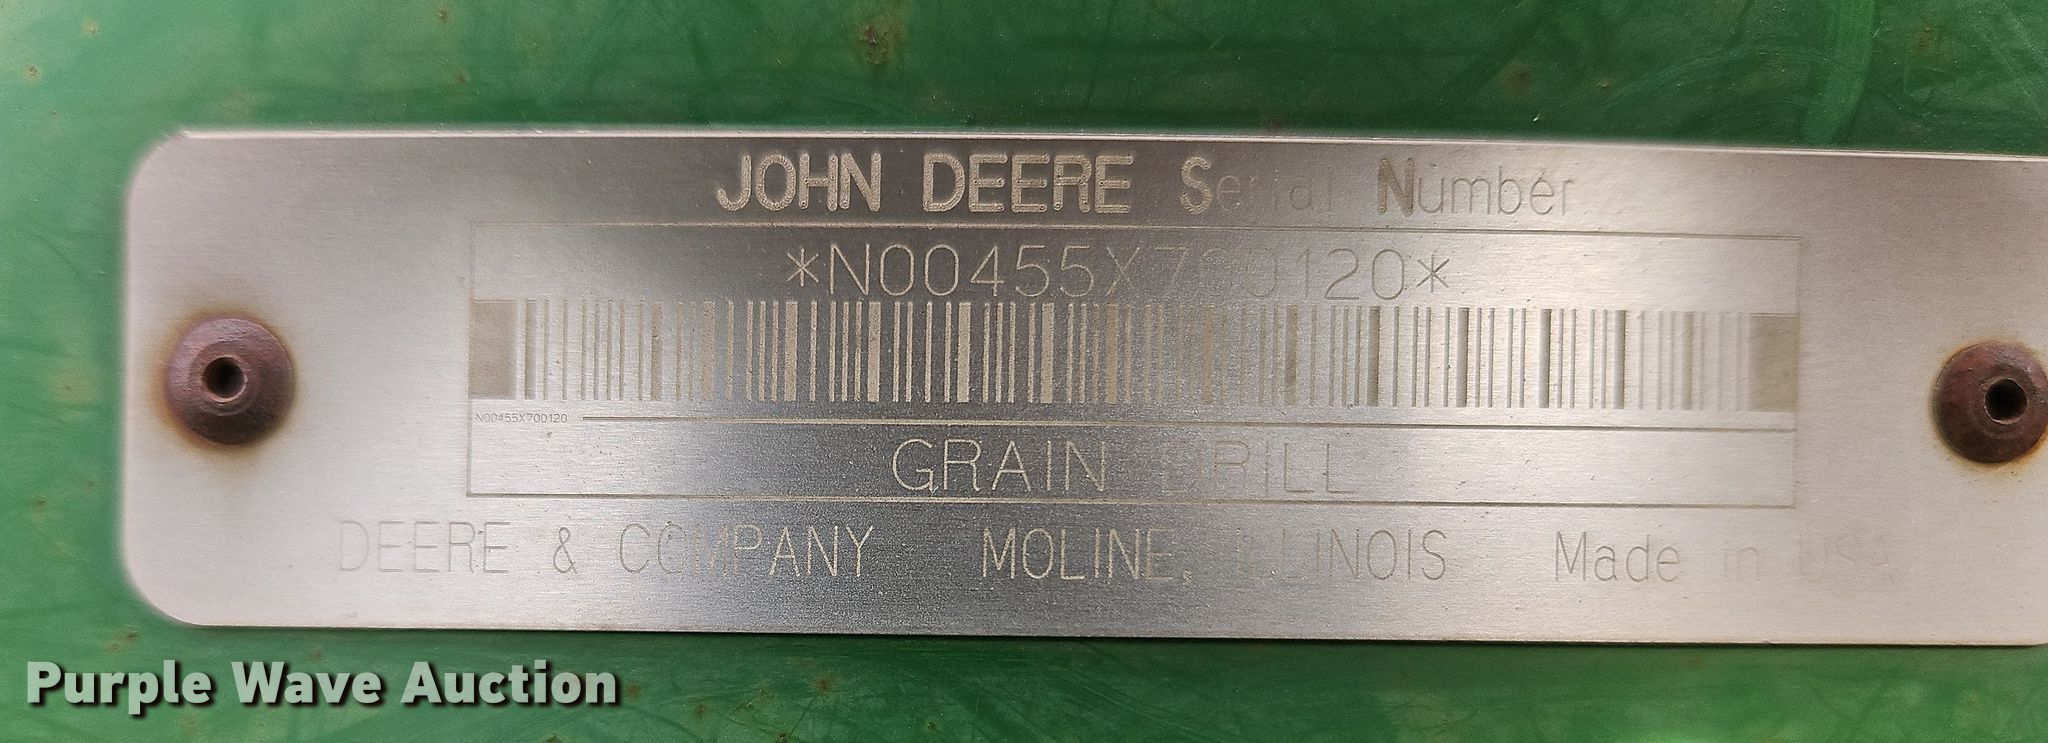 JOHN DEERE Serial Number
*N00455X700120*
N00455X700120
GRAIN DRILL
DEERE & COMPANY MOLINE, ILLINOIS Made in USA
Purple Wave Auction